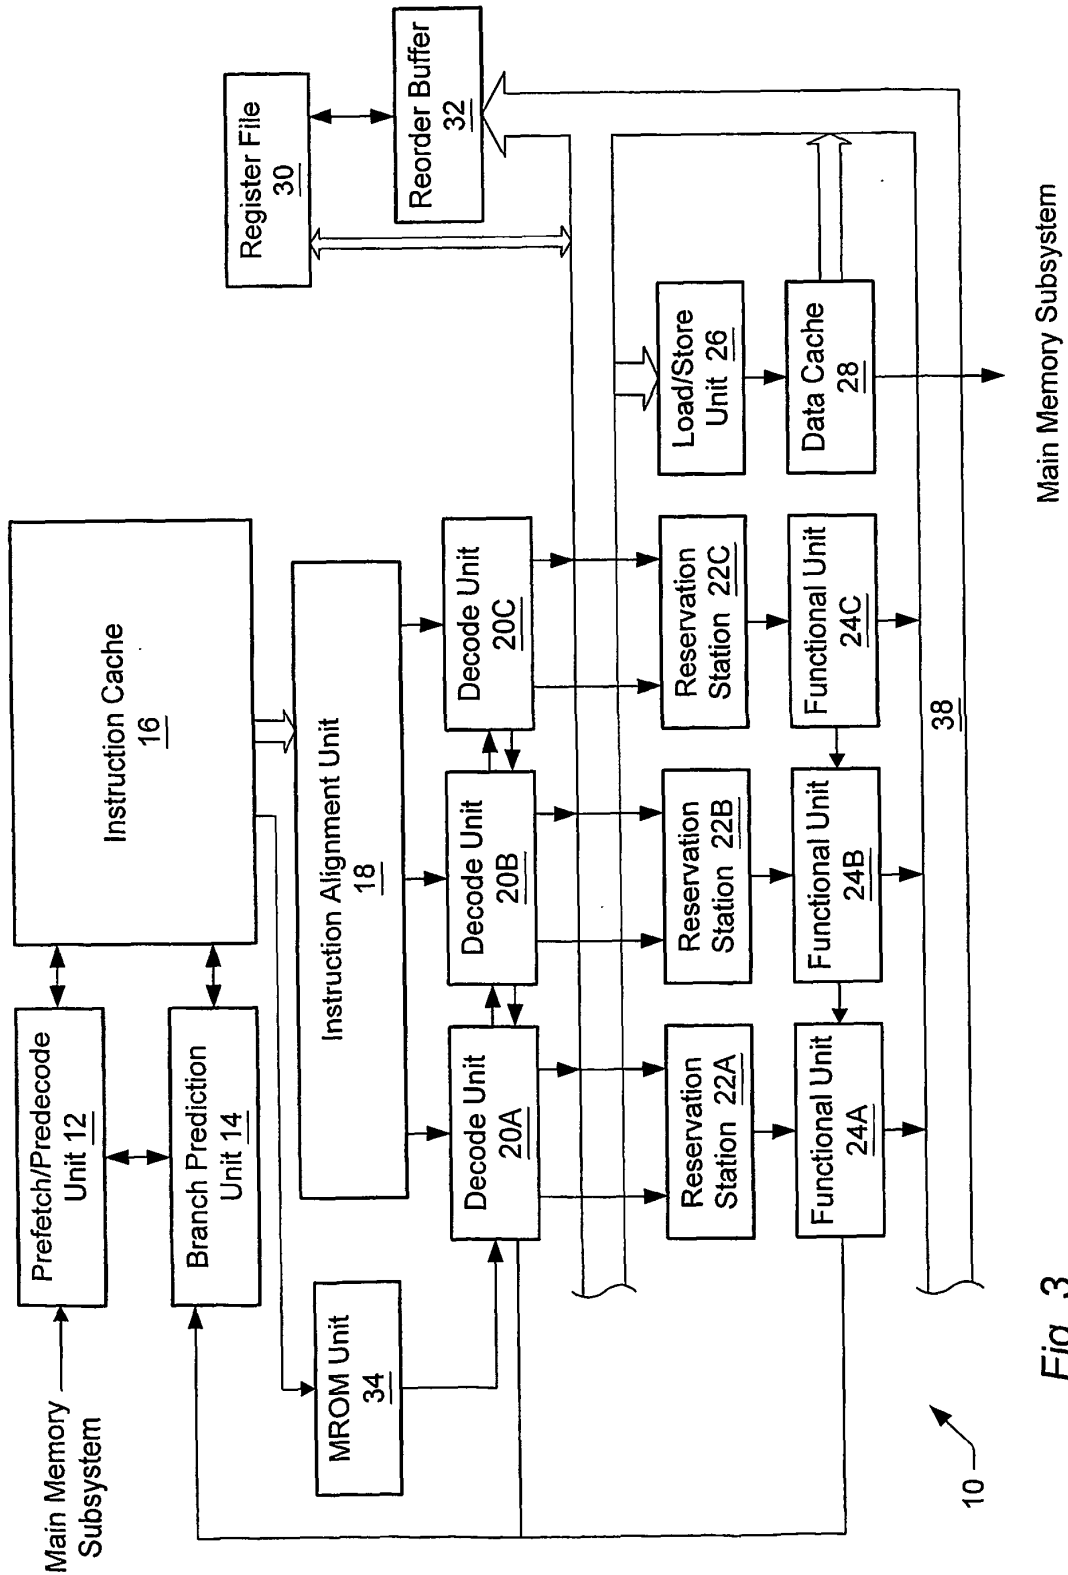 Main Memory
Subsystem
Prefetch/Predecode
Unit 12
Branch Prediction
Unit 14
Instruction Cache
16
Register File
30
Reorder Buffer
32
MROM Unit
34
Instruction Alignment Unit
18
Decode Unit
20A
Decode Unit
20B
Decode Unit
20C
Reservation
Station 22A
Reservation
Station 22B
Reservation
Station 22C
Load/Store
Unit 26
Functional Unit
24A
Functional Unit
24B
Functional Unit
24C
Data Cache
28
38
10
Main Memory Subsystem
Fig. 3